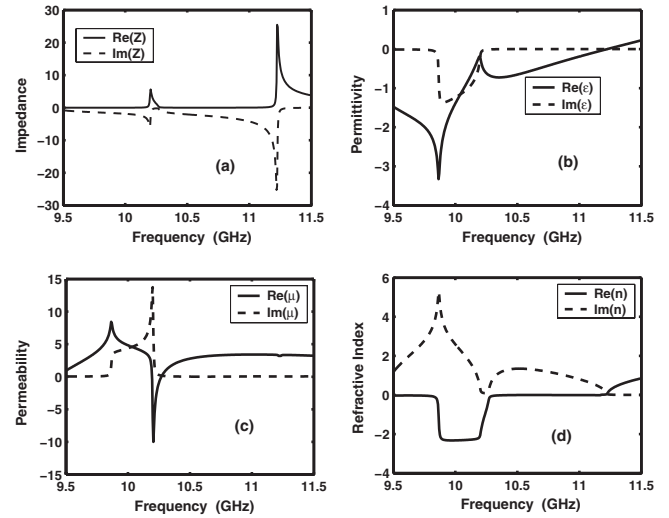 30
20
10
0
−10
−20
−30
9.5
10
10.5
11
11.5
Impedance
Frequency (GHz)
Re(Z)
Im(Z)
(a)
1
0
−1
−2
−3
−4
9.5
10
10.5
11
11.5
Permittivity
Frequency (GHz)
Re(ε)
Im(ε)
(b)
15
10
5
0
−5
−10
−15
9.5
10
10.5
11
11.5
Permeability
Frequency (GHz)
Re(μ)
Im(μ)
(c)
6
4
2
0
−2
−4
9.5
10
10.5
11
11.5
Refractive Index
Frequency (GHz)
Re(n)
Im(n)
(d)